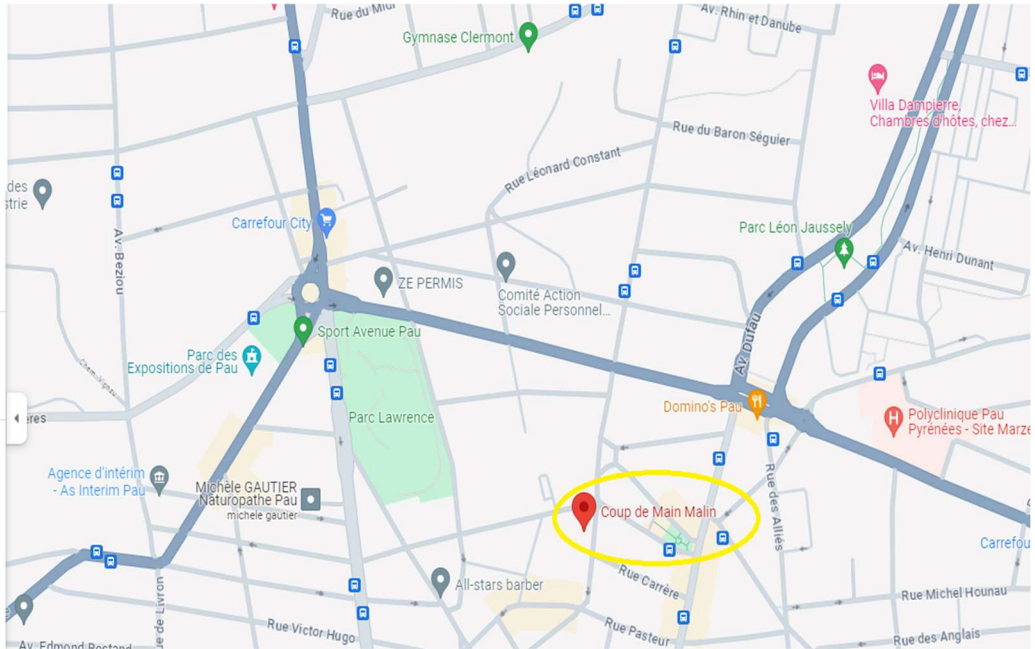 Rue du Midi
Av. Rhin et Danube
Gymnase Clermont
Villa Dampierre,
Chambres d'hôtes, chez...
Rue du Baron Séguier
Rue Léonard Constant
des
strie
Carrefour City
Parc Léon Jaussely
Av. Beziou
Av. Henri Dunant
ZE PERMIS
Comité Action
Sociale Personnel...
Sport Avenue Pau
Parc des
Expositions de Pau
Av. Dufau
ères
Parc Lawrence
Domino's Pau
Polyclinique Pau
Pyrénées - Site Marze
Agence d'intérim
- As Interim Pau
Michèle GAUTIER
Naturopathe Pau
michele gautier
Rue des Alliés
Coup de Main Malin
Carrefou
All-stars barber
Rue Carrère
Rue Michel Hounau
ue de Livron
Rue Victor Hugo
Rue Pasteur
Rue des Anglais
Av. Edmond Rostand